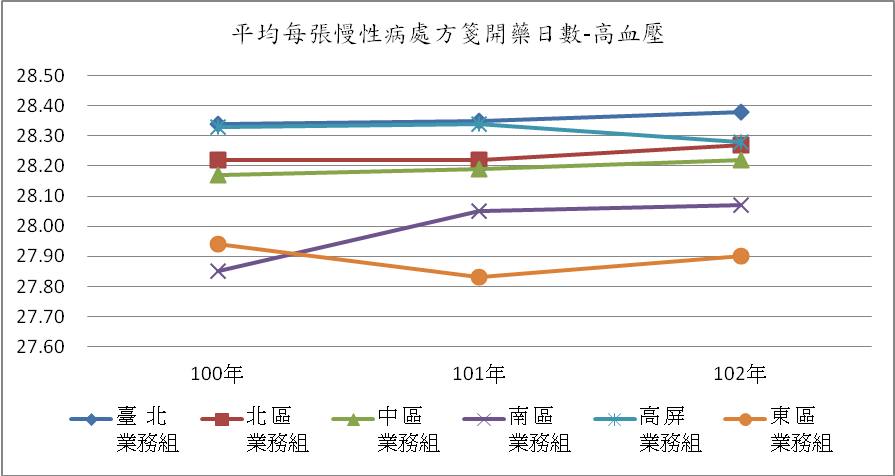 平均每張慢性病處方箋開藥日數-高血壓
28.50
28.40
28.30
28.20
28.10
28.00
27.90
27.80
27.70
27.60
100年
101年
102年
臺 北
業務組
北區
業務組
中區
業務組
南區
業務組
高屏
業務組
東區
業務組